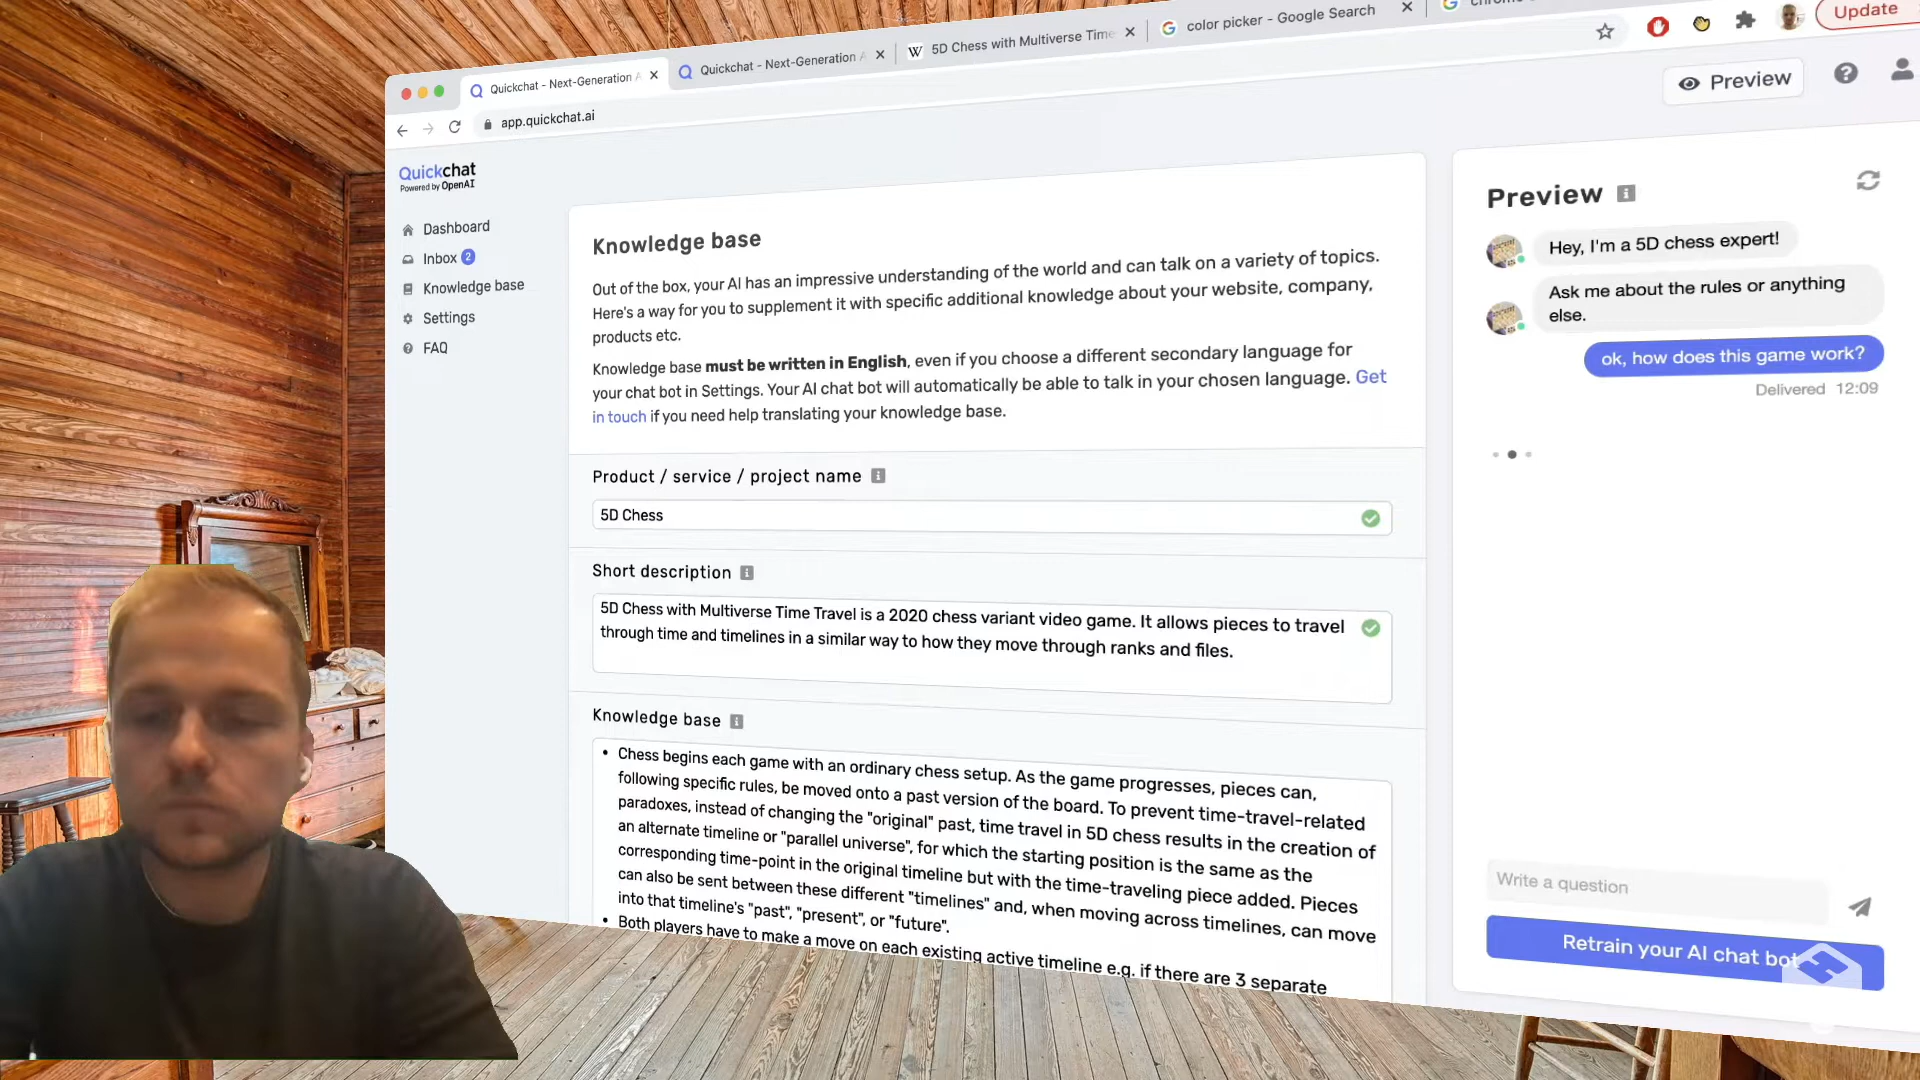 Quickchat - Next-Generation A
Quickchat - Next-Generation A
W 5D Chess with Multiverse Time
color picker - Google Search
Update
app.quickchat.ai
Preview
Quickchat
Powered by OpenAI
Dashboard
Inbox 2
Knowledge base
Settings
FAQ
Knowledge base
Out of the box, your AI has an impressive understanding of the world and can talk on a variety of topics.
Here's a way for you to supplement it with specific additional knowledge about your website, company,
products etc.
Knowledge base must be written in English, even if you choose a different secondary language for
your chat bot in Settings. Your AI chat bot will automatically be able to talk in your chosen language. Get
in touch if you need help translating your knowledge base.
Product / service / project name
5D Chess
Short description
5D Chess with Multiverse Time Travel is a 2020 chess variant video game. It allows pieces to travel
through time and timelines in a similar way to how they move through ranks and files.
Knowledge base
• Chess begins each game with an ordinary chess setup. As the game progresses, pieces can,
following specific rules, be moved onto a past version of the board. To prevent time-travel-related
paradoxes, instead of changing the "original" past, time travel in 5D chess results in the creation of
an alternate timeline or "parallel universe", for which the starting position is the same as the
corresponding time-point in the original timeline but with the time-traveling piece added. Pieces
can also be sent between these different "timelines" and, when moving across timelines, can move
into that timeline's "past", "present", or "future".
• Both players have to make a move on each existing active timeline e.g. if there are 3 separate
Preview
Hey, I'm a 5D chess expert!
Ask me about the rules or anything
else.
ok, how does this game work?
Delivered 12:09
Write a question
Retrain your AI chat bot